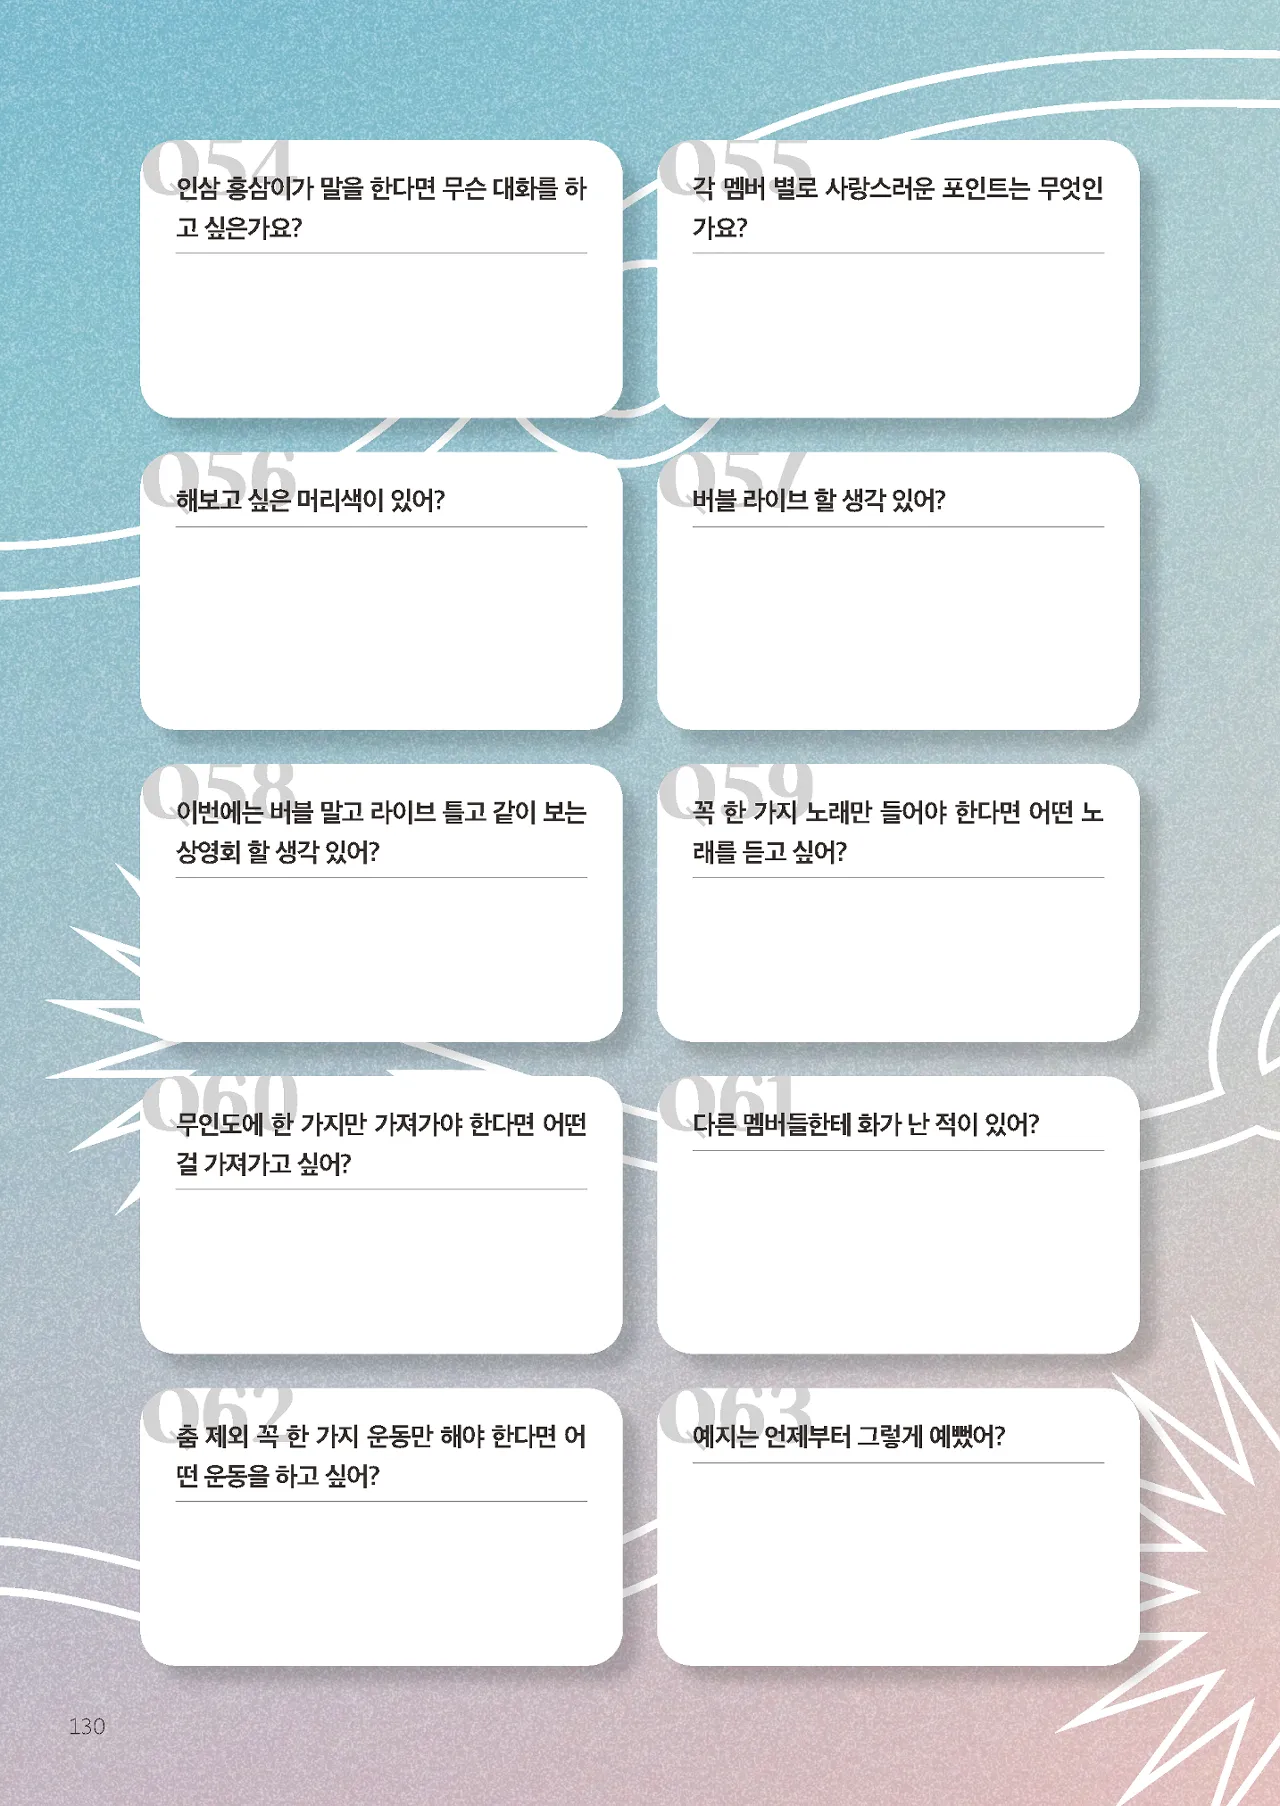 Q54
인삼 홍삼이가 말을 한다면 무슨 대화를 하
고 싶은가요?
Q55
각 멤버 별로 사랑스러운 포인트는 무엇인
가요?
Q56
해보고 싶은 머리색이 있어?
Q57
버블 라이브 할 생각 있어?
Q58
이번에는 버블 말고 라이브 틀고 같이 보는
상영회 할 생각 있어?
Q59
꼭 한 가지 노래만 들어야 한다면 어떤 노
래를 듣고 싶어?
Q60
무인도에 한 가지만 가져가야 한다면 어떤
걸 가져가고 싶어?
Q61
다른 멤버들한테 화가 난 적이 있어?
Q62
춤 제외 꼭 한 가지 운동만 해야 한다면 어
떤 운동을 하고 싶어?
Q63
예지는 언제부터 그렇게 예뻤어?
130